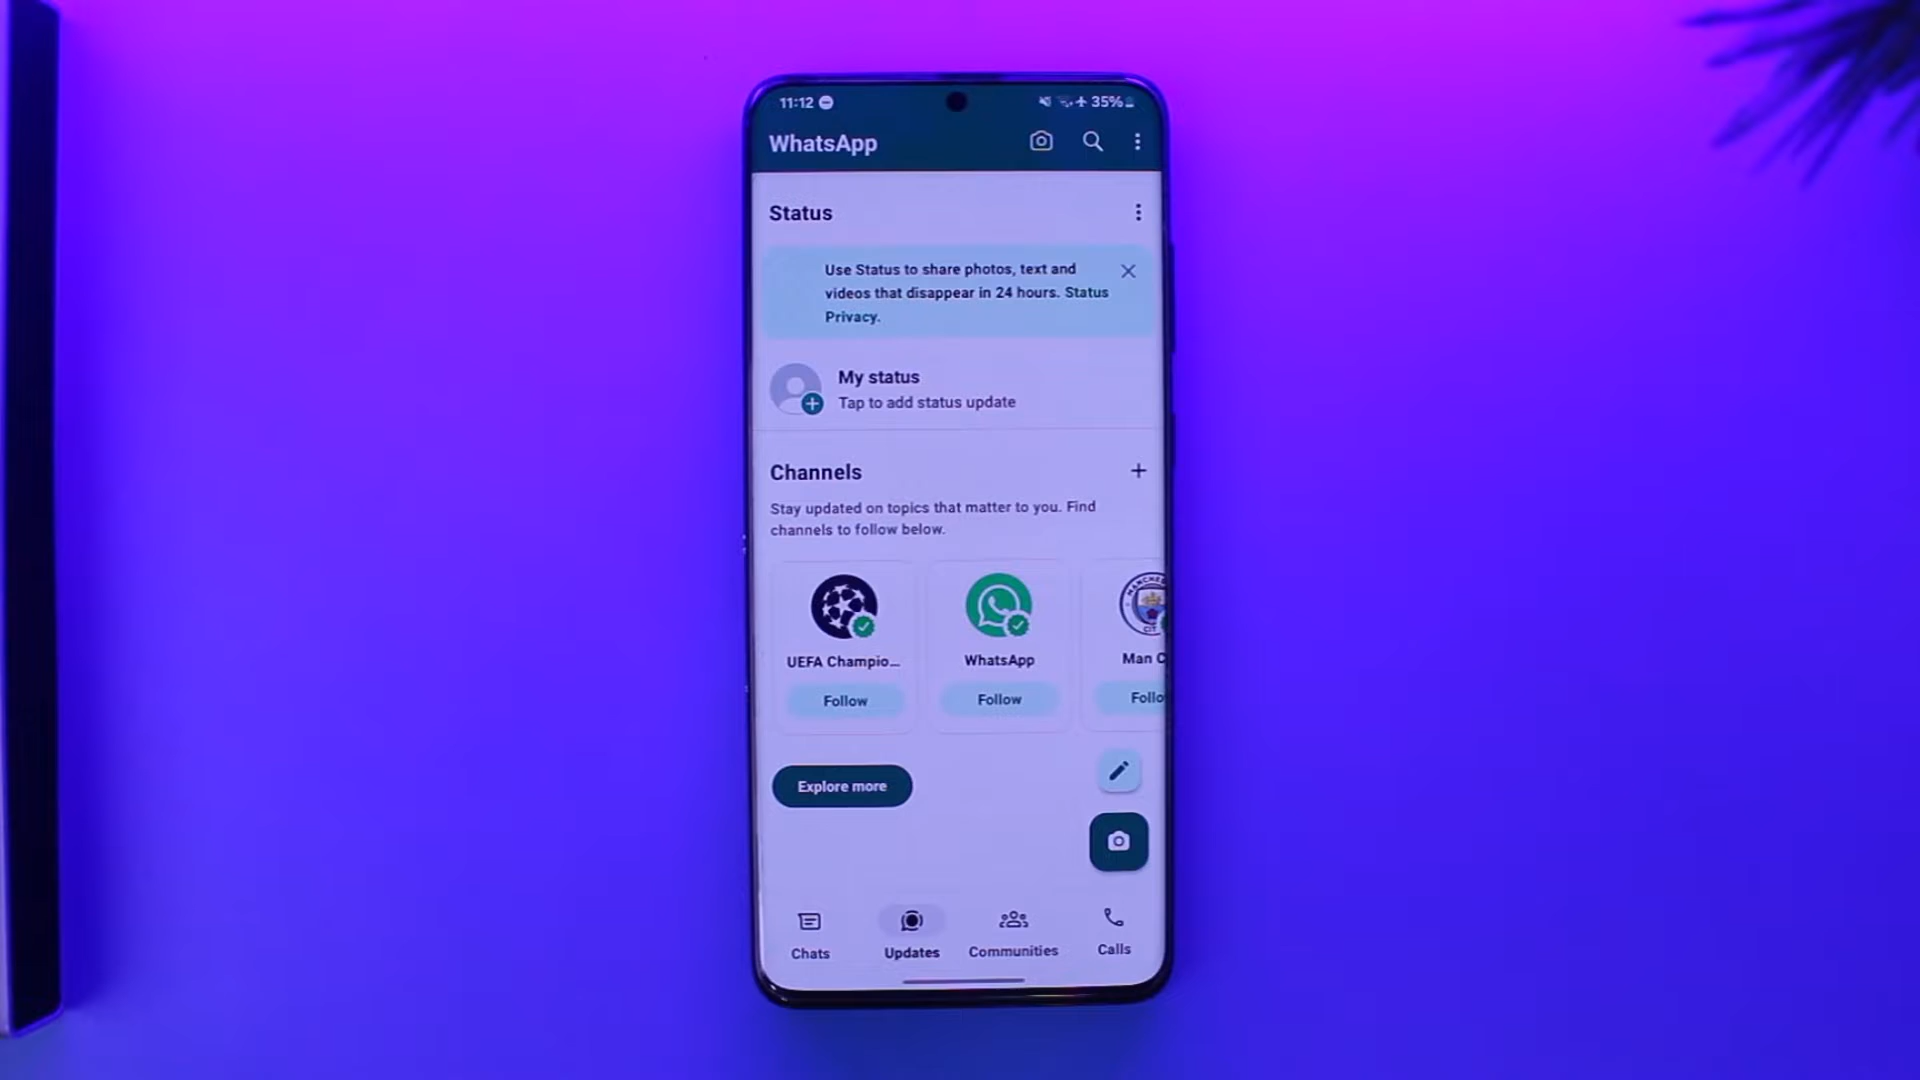 11:12
35%
WhatsApp
Status
Use Status to share photos, text and
videos that disappear in 24 hours. Status
Privacy.
My status
Tap to add status update
Channels
Stay updated on topics that matter to you. Find
channels to follow below.
UEFA Champio...
WhatsApp
Man C
Follow
Follow
Follo
Explore more
Chats
Updates
Communities
Calls